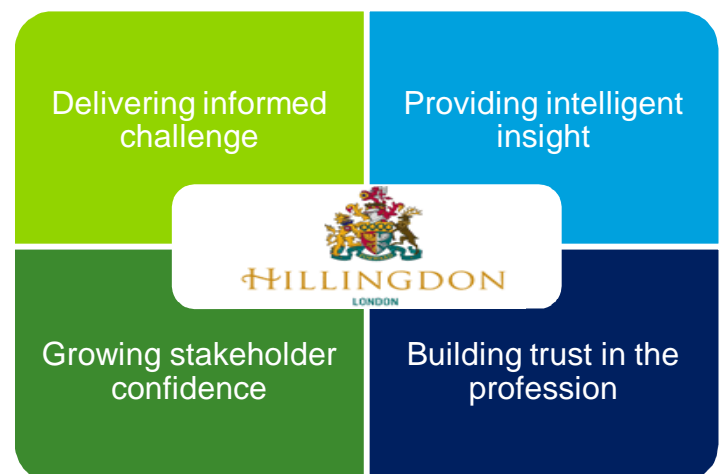 Delivering informed
challenge
Providing intelligent
insight
HILLINGDON
LONDON
Growing stakeholder
confidence
Building trust in the
profession